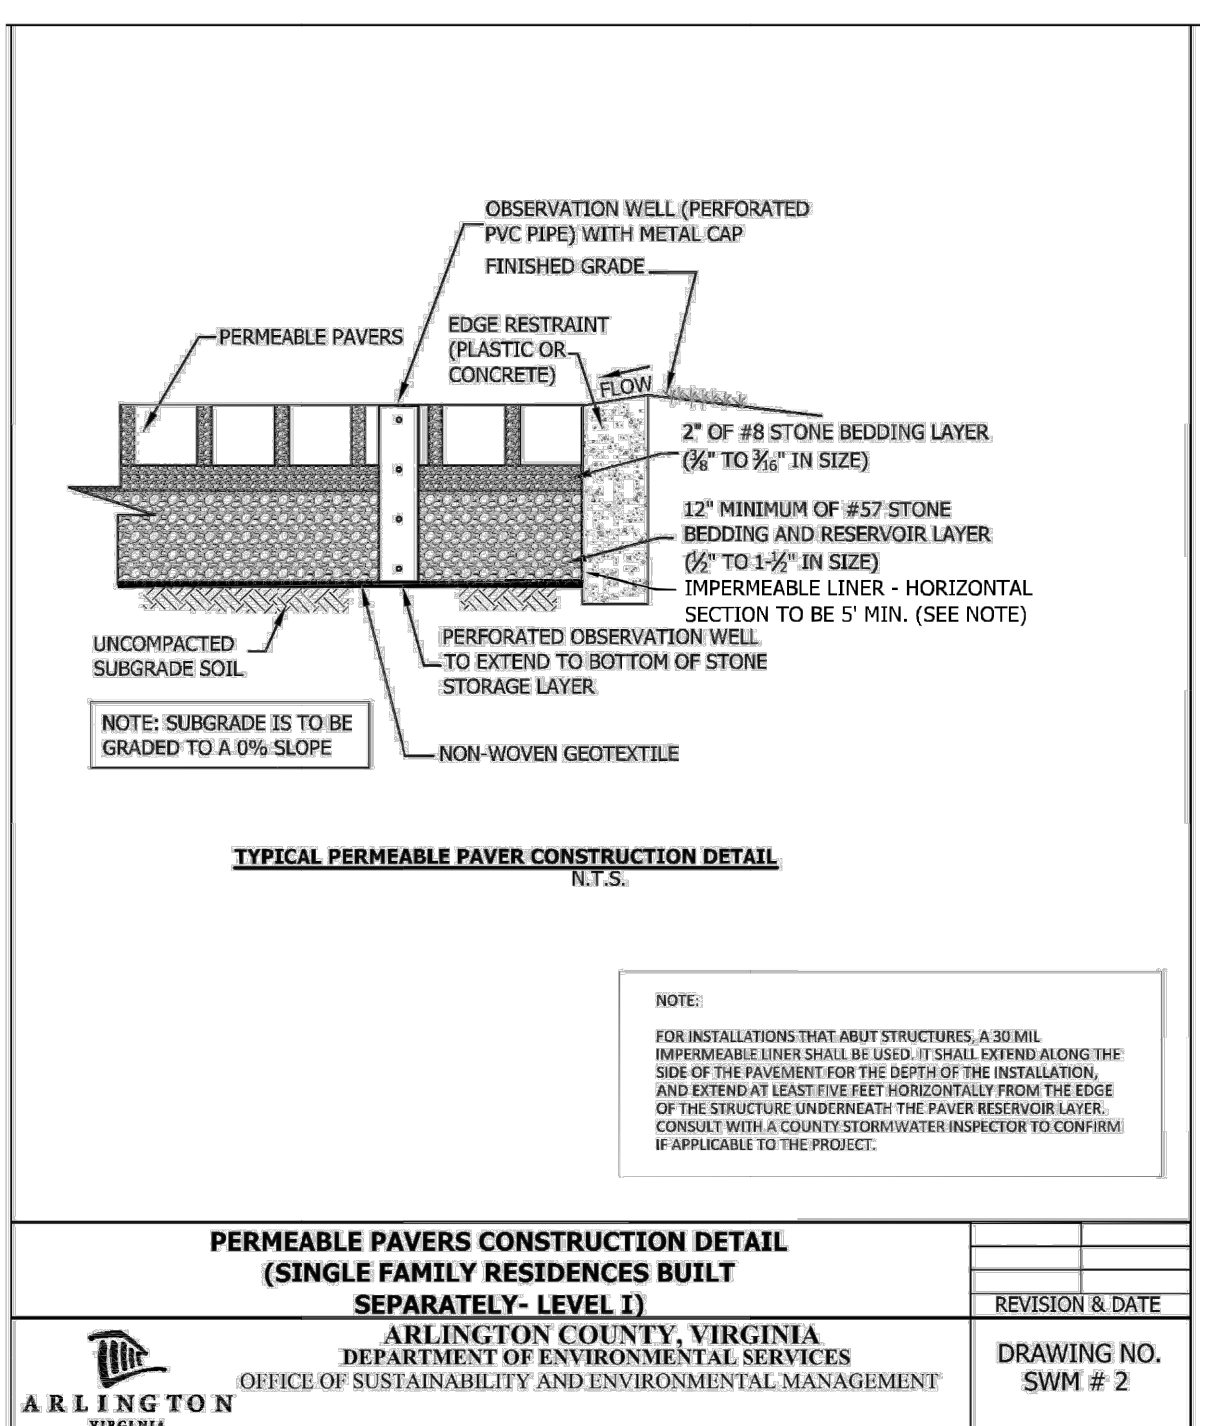 OBSERVATION WELL (PERFORATED
PVC PIPE) WITH METAL CAP
FINISHED GRADE
EDGE RESTRAINT
(PLASTIC OR
CONCRETE)
PERMEABLE PAVERS
FLOW
2" OF #8 STONE BEDDING LAYER
(3/8" TO 3/16" IN SIZE)
12" MINIMUM OF #57 STONE
BEDDING AND RESERVOIR LAYER
(1/2" TO 1-1/2" IN SIZE)
IMPERMEABLE LINER - HORIZONTAL
SECTION TO BE 5' MIN. (SEE NOTE)
UNCOMPACTED
SUBGRADE SOIL
PERFORATED OBSERVATION WELL
TO EXTEND TO BOTTOM OF STONE
STORAGE LAYER
NOTE: SUBGRADE IS TO BE
GRADED TO A 0% SLOPE
NON-WOVEN GEOTEXTILE
TYPICAL PERMEABLE PAVER CONSTRUCTION DETAIL
N.T.S.
NOTE:
FOR INSTALLATIONS THAT ABUT STRUCTURES, A 30 MIL
IMPERMEABLE LINER SHALL BE USED. IT SHALL EXTEND ALONG THE
SIDE OF THE PAVEMENT FOR THE DEPTH OF THE INSTALLATION,
AND EXTEND AT LEAST FIVE FEET HORIZONTALLY FROM THE EDGE
OF THE STRUCTURE UNDERNEATH THE PAVER RESERVOIR LAYER.
CONSULT WITH A COUNTY STORMWATER INSPECTOR TO CONFIRM
IF APPLICABLE TO THE PROJECT.
PERMEABLE PAVERS CONSTRUCTION DETAIL
(SINGLE FAMILY RESIDENCES BUILT
SEPARATELY- LEVEL I)
REVISION & DATE
ARLINGTON COUNTY, VIRGINIA
DEPARTMENT OF ENVIRONMENTAL SERVICES
OFFICE OF SUSTAINABILITY AND ENVIRONMENTAL MANAGEMENT
DRAWING NO.
SWM # 2
ARLINGTON
VIRGINIA